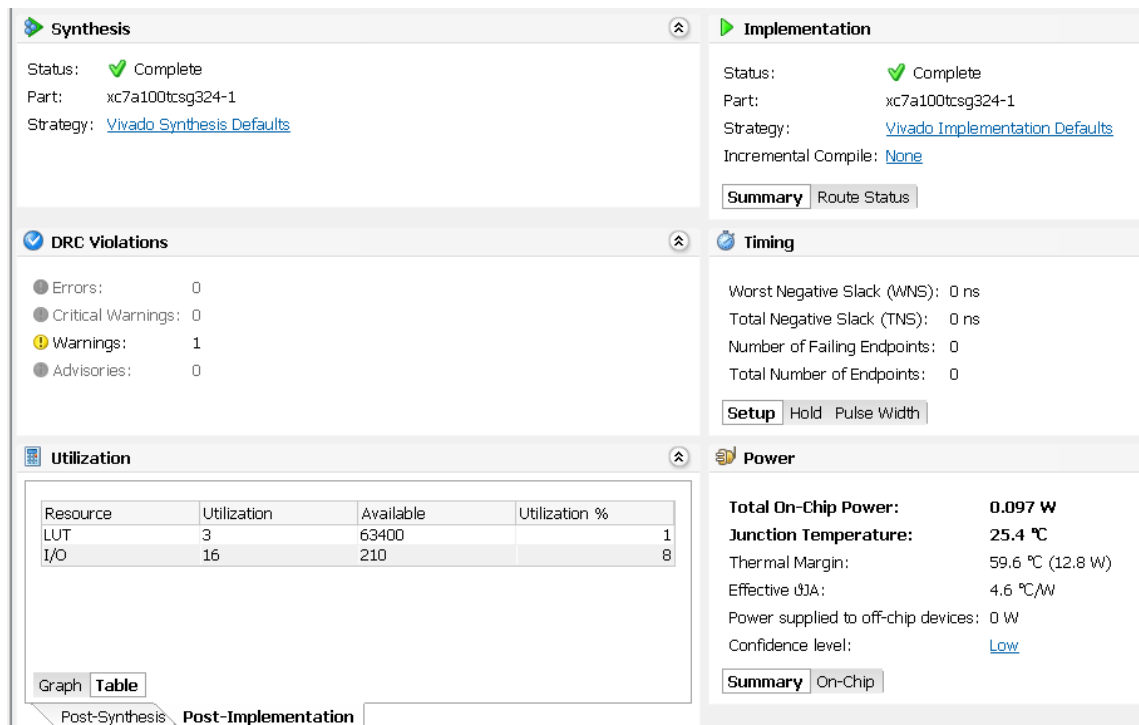 Synthesis
Status: Complete
Part: xc7a100tcsg324-1
Strategy: Vivado Synthesis Defaults
Implementation
Status: Complete
Part: xc7a100tcsg324-1
Strategy: Vivado Implementation Defaults
Incremental Compile: None
Summary Route Status
DRC Violations
Errors: 0
Critical Warnings: 0
Warnings: 1
Advisories: 0
Timing
Worst Negative Slack (WNS): 0 ns
Total Negative Slack (TNS): 0 ns
Number of Failing Endpoints: 0
Total Number of Endpoints: 0
Setup Hold Pulse Width
Utilization
Resource Utilization Available Utilization %
LUT 3 63400 1
I/O 16 210 8
Graph Table
Post-Synthesis Post-Implementation
Power
Total On-Chip Power: 0.097 W
Junction Temperature: 25.4 °C
Thermal Margin: 59.6 °C (12.8 W)
Effective ϑJA: 4.6 °C/W
Power supplied to off-chip devices: 0 W
Confidence level: Low
Summary On-Chip